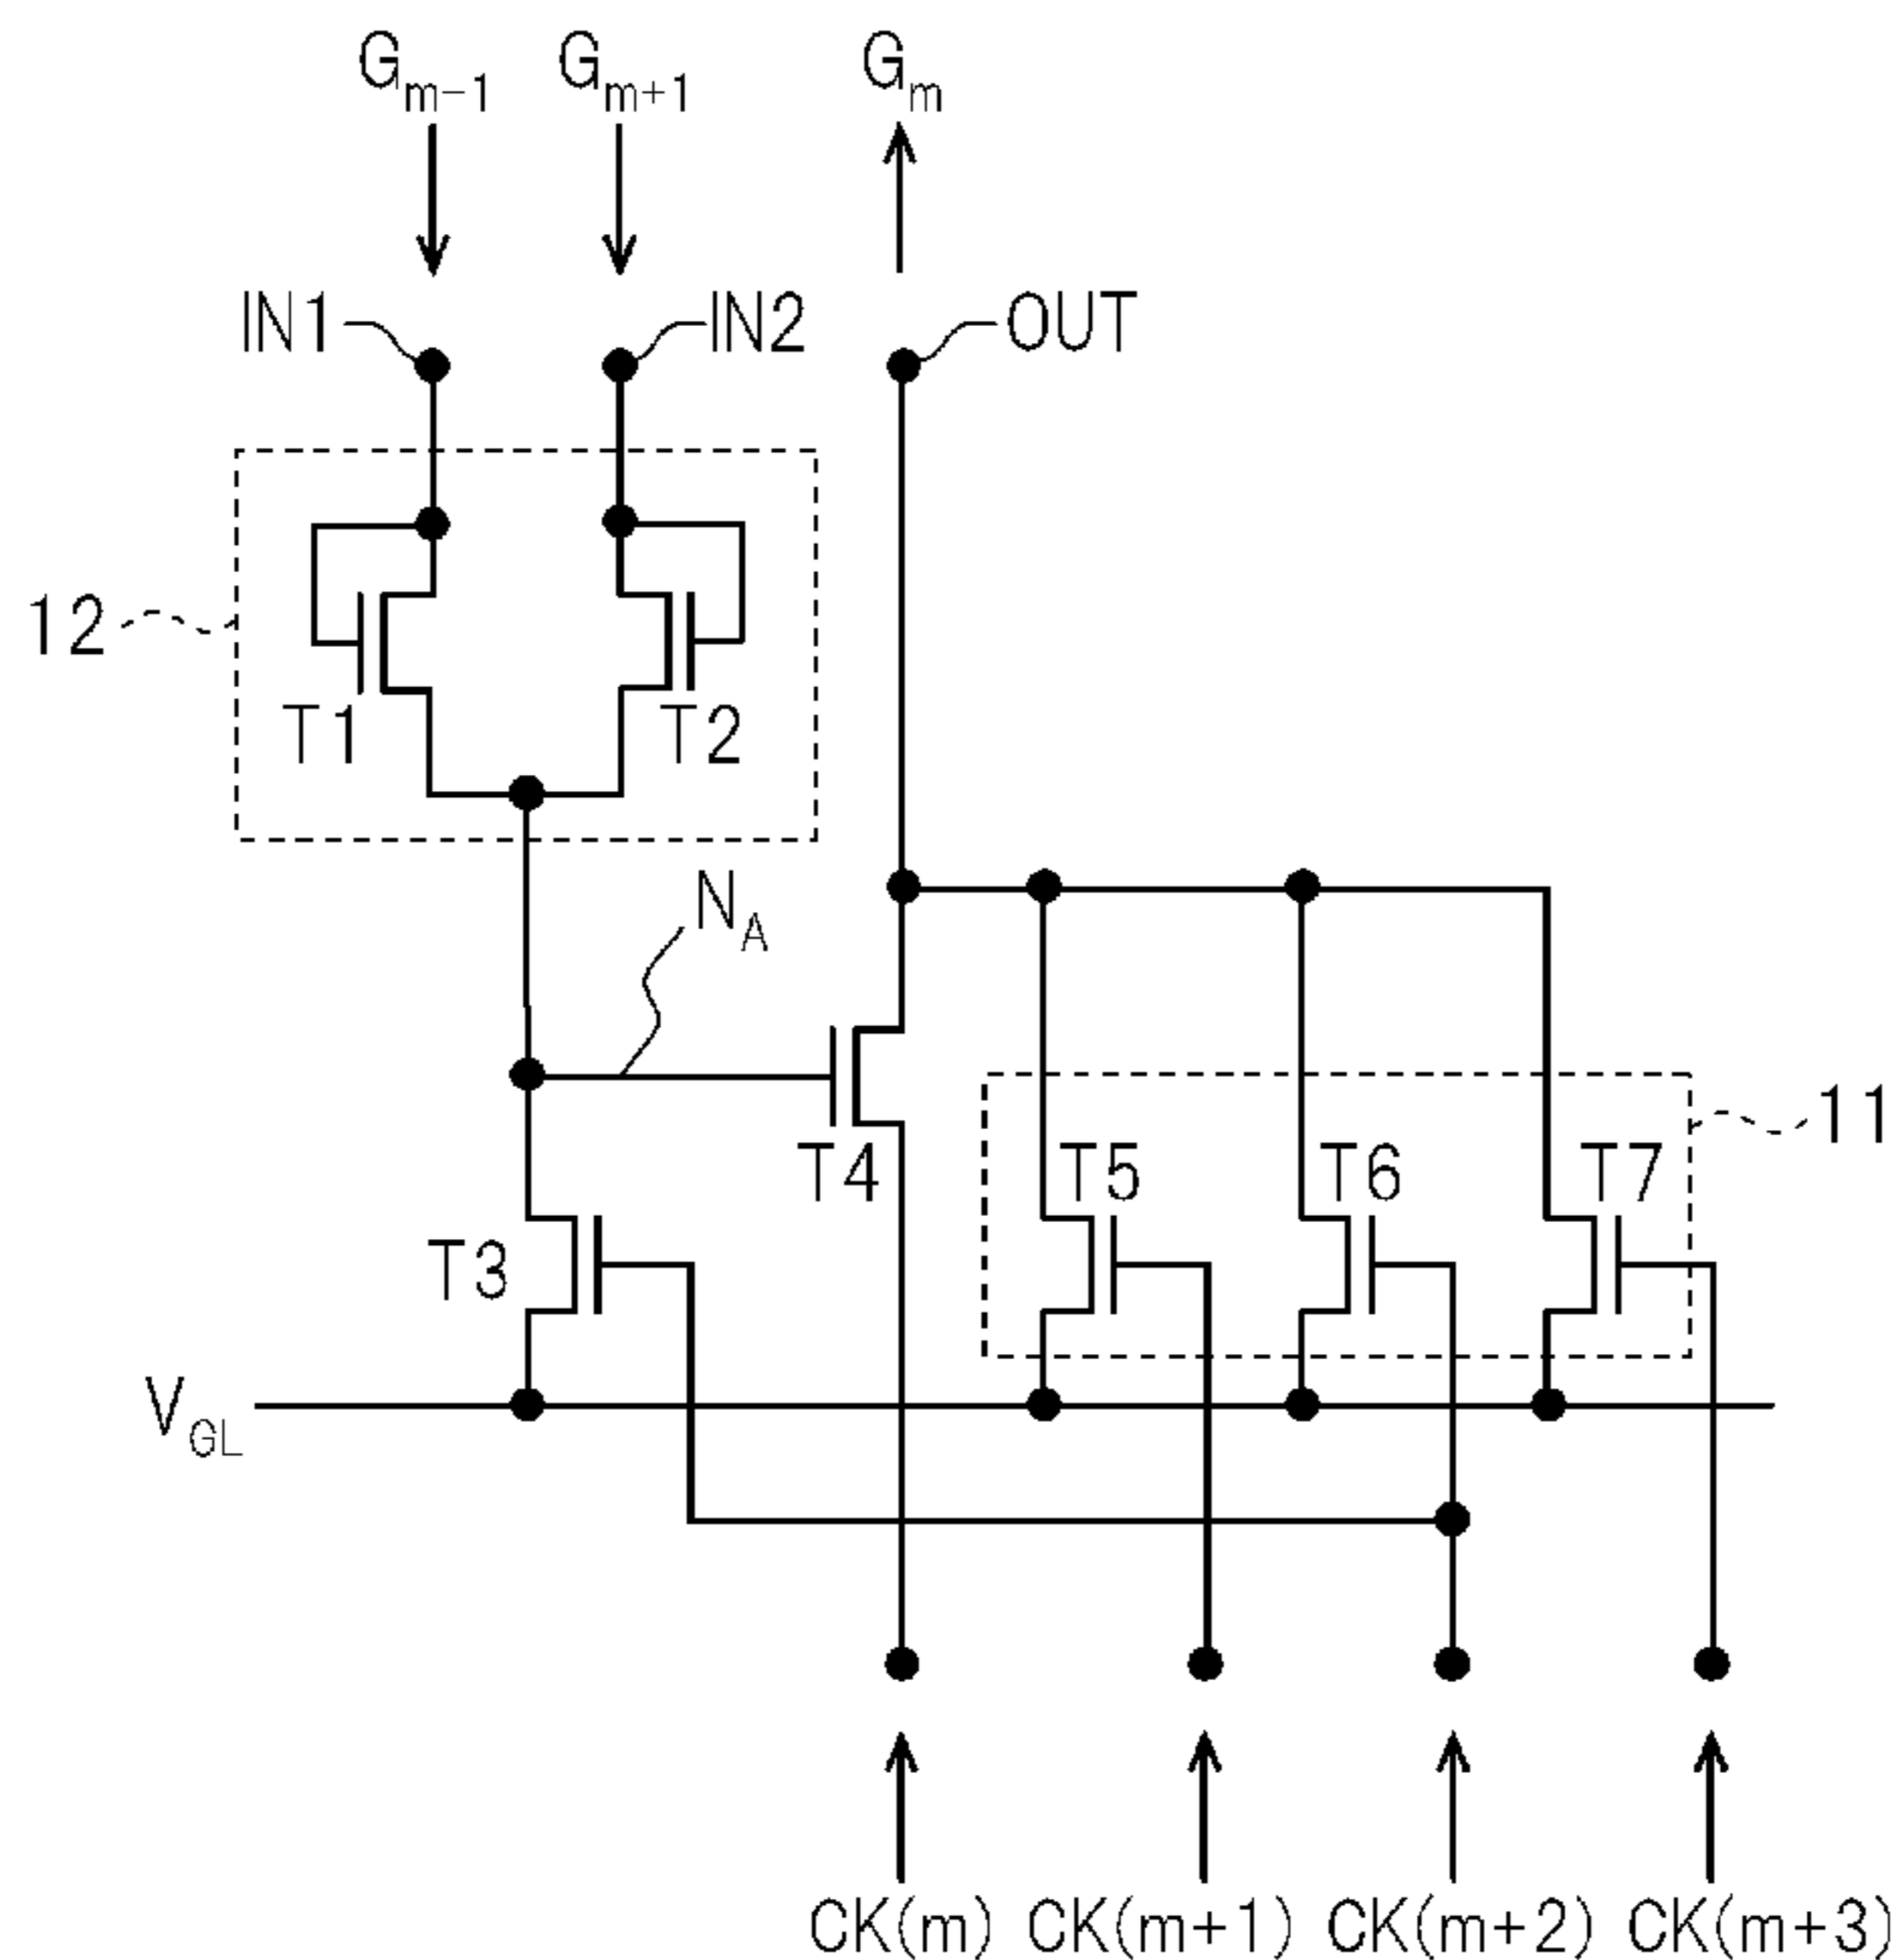 Gm-1 Gm+1 Gm
IN1 IN2 OUT
12
T1 T2
NA
11
T4 T5 T6 T7
T3
VGL
CK(m) CK(m+1) CK(m+2) CK(m+3)